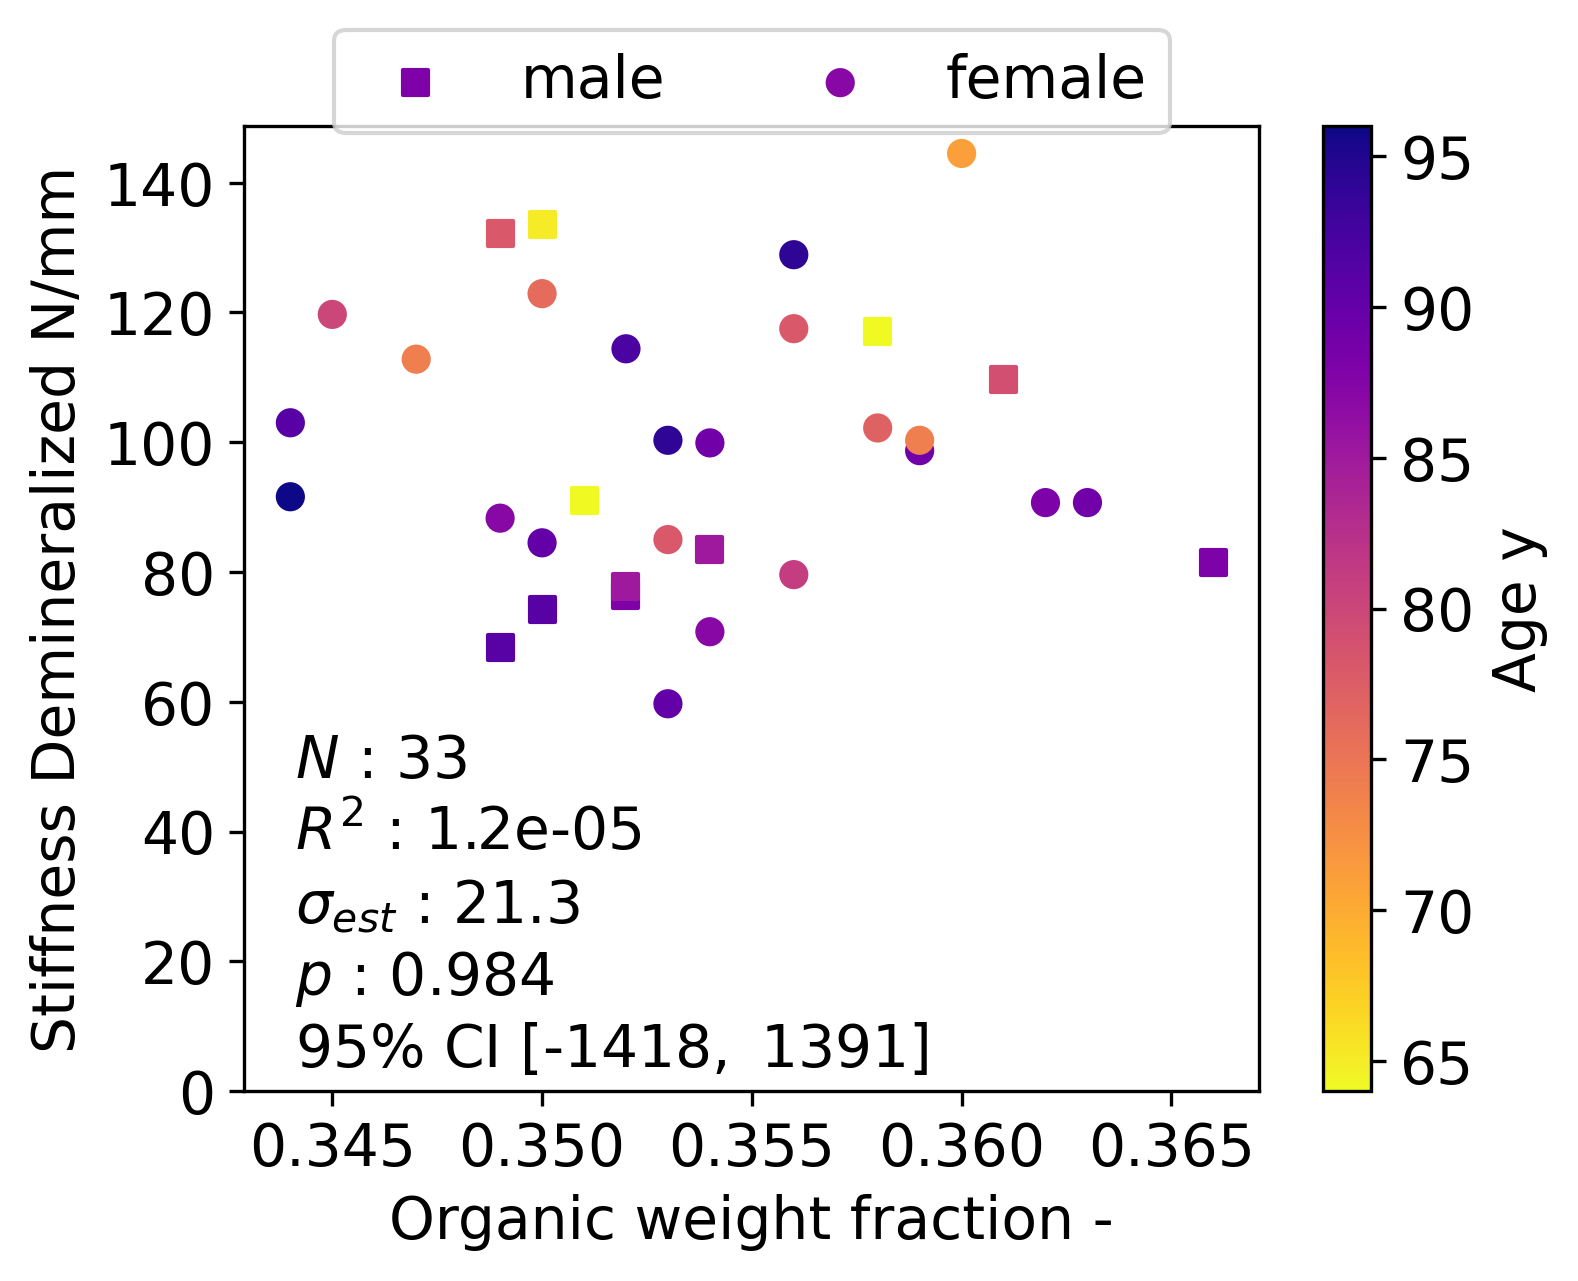 male female
140
120
100
80
60
40
20
0
Stiffness Demineralized N/mm
N : 33
R² : 1.2e-05
σest : 21.3
p : 0.984
95% CI [-1418, 1391]
0.345 0.350 0.355 0.360 0.365
Organic weight fraction -
95
90
85
80
75
70
65
Age y